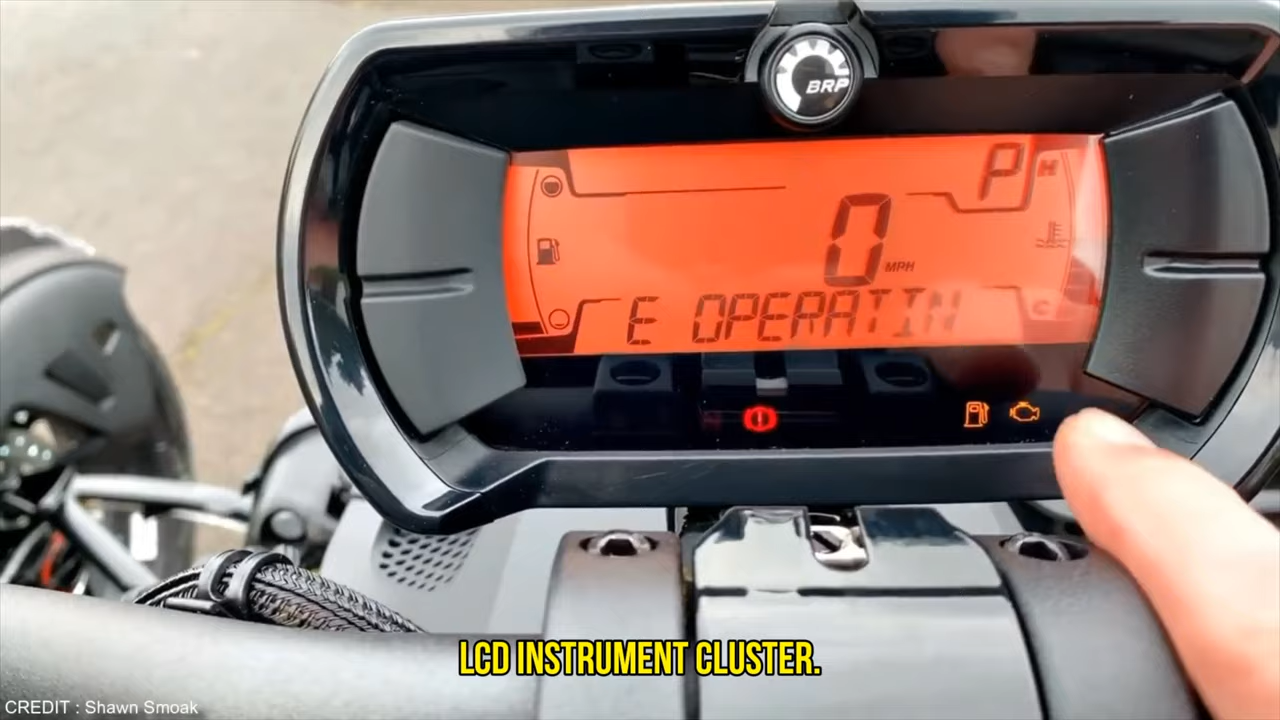 BRP
P
H
0
MPH
E OPERATIN
C
LCD INSTRUMENT CLUSTER.
CREDIT : Shawn Smoak